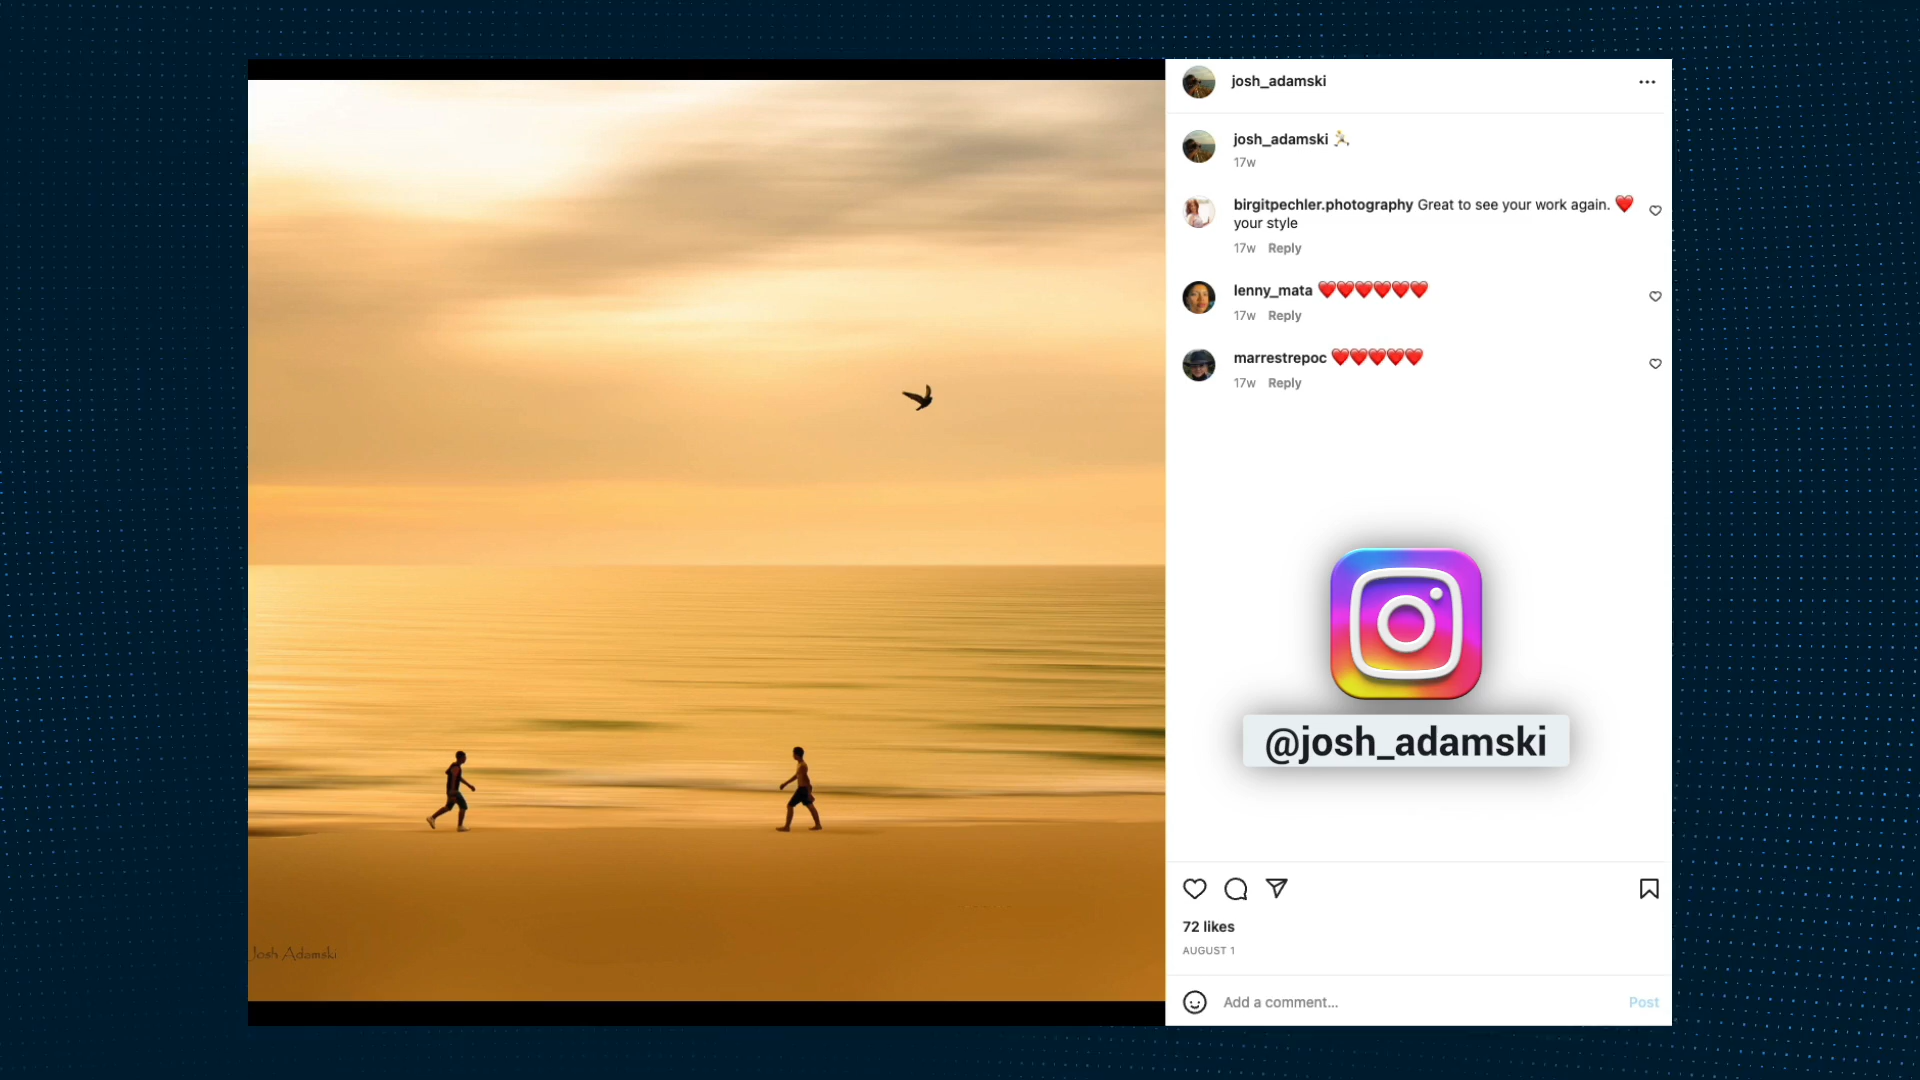 josh_adamski
josh_adamski
17w
birgitpechler.photography Great to see your work again. ❤️
your style
17w Reply
lenny_mata ❤️❤️❤️❤️❤️❤️
17w Reply
marrestrepoc ❤️❤️❤️❤️❤️
17w Reply
@josh_adamski
72 likes
AUGUST 1
Add a comment... Post
Josh Adamski